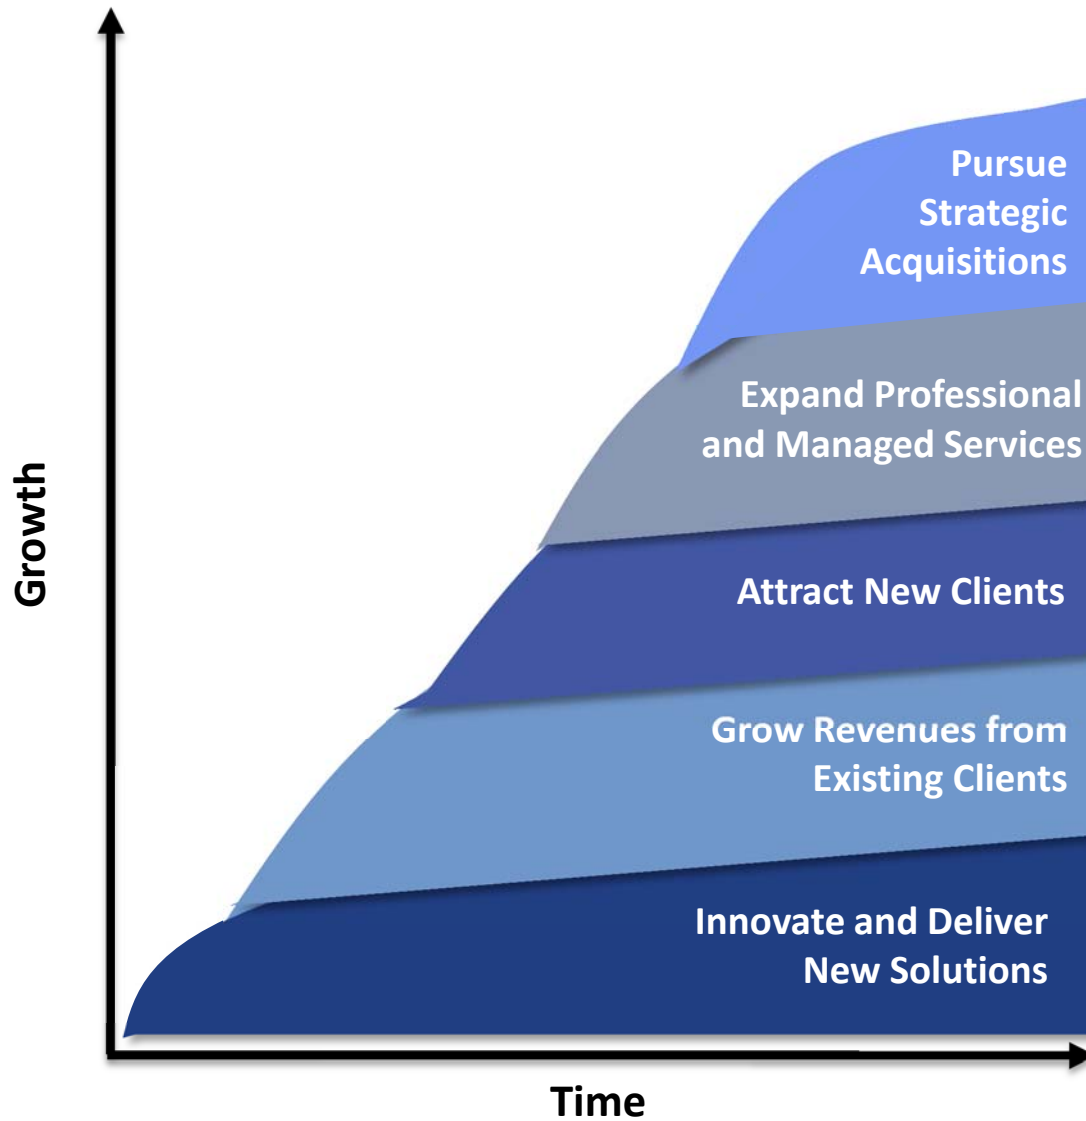 Pursue
Strategic
Acquisitions
Expand Professional
and Managed Services
Attract New Clients
Grow Revenues from
Existing Clients
Innovate and Deliver
New Solutions
Growth
Time